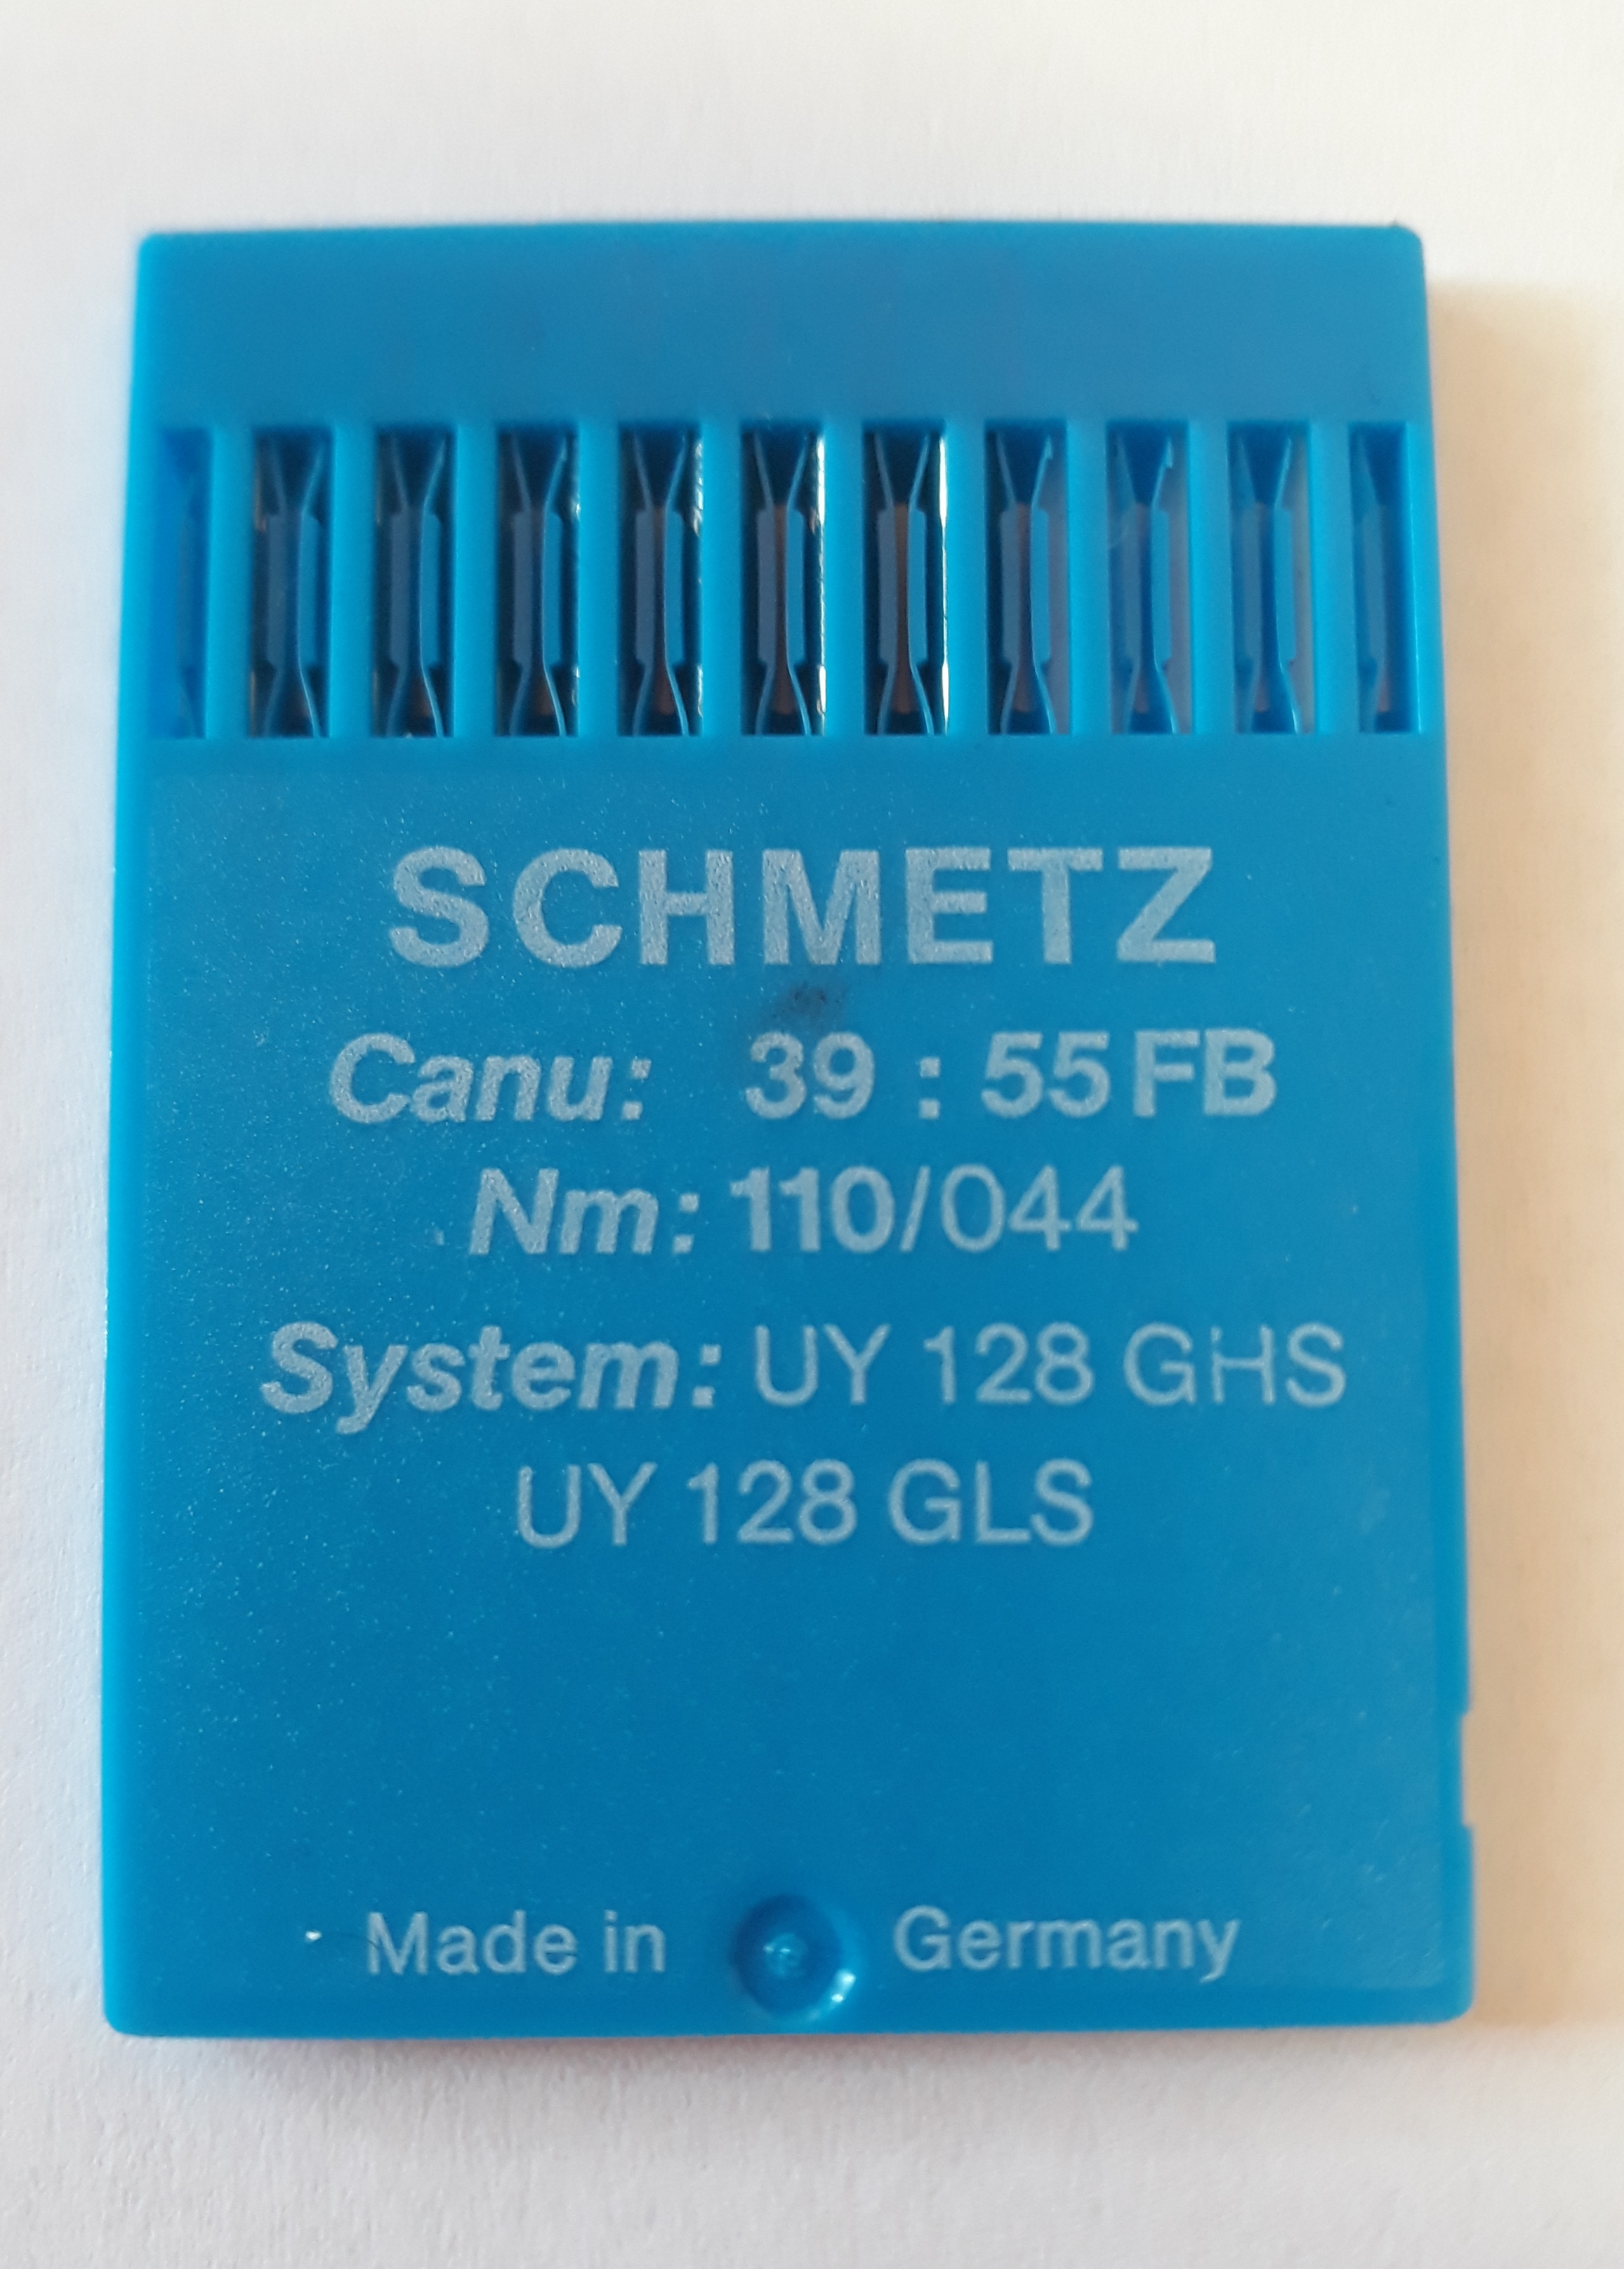 SCHMETZ
Canu: 39 : 55 FB
Nm: 110/044
System: UY 128 GHS
UY 128 GLS
Made in Germany